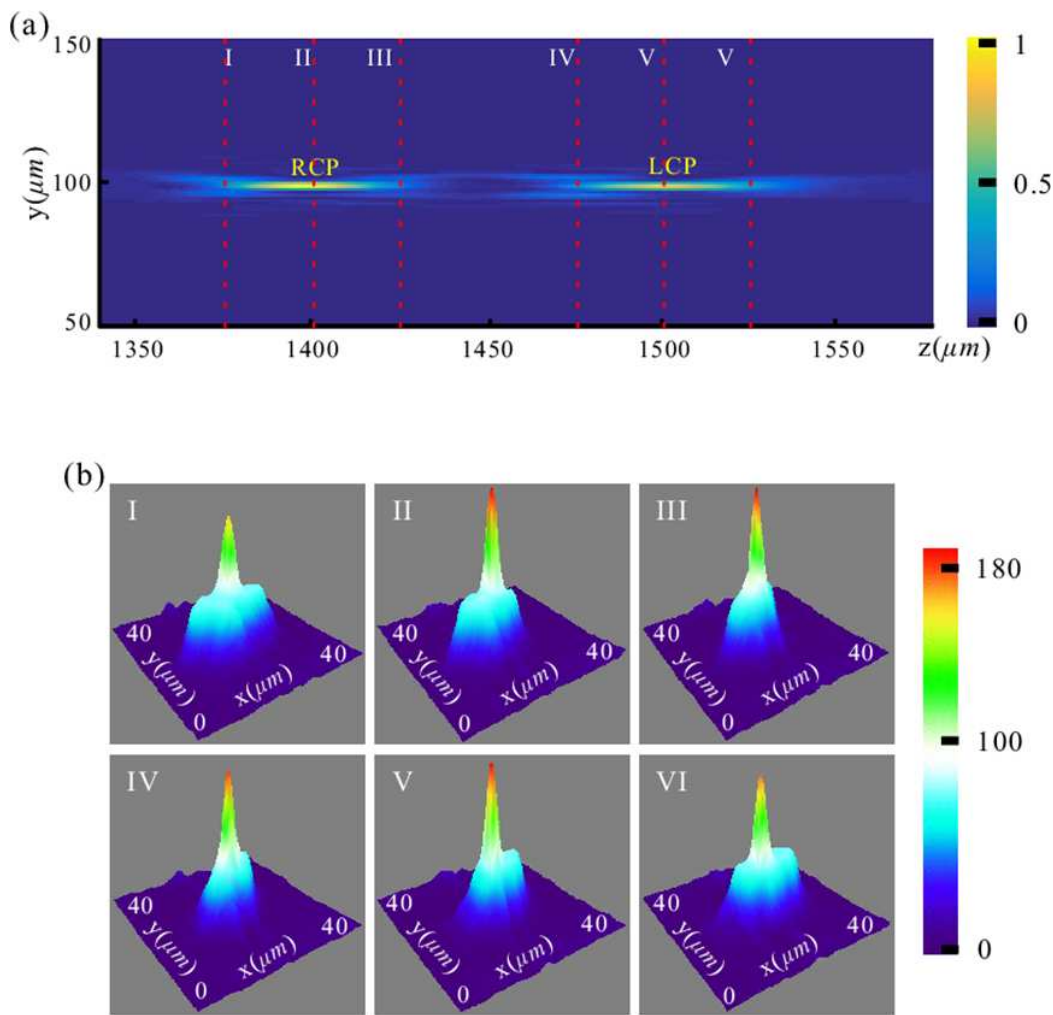 (a)
150
I II III IV V V
1
RCP LCP
y(μm)
100
0.5
50
0
1350 1400 1450 1500 1550 z(μm)
(b)
I II III
180
40 40 40 40 40 40
y(μm) x(μm) y(μm) x(μm) y(μm) x(μm)
0 0 0
100
IV V VI
40 40 40 40 40 40
y(μm) x(μm) y(μm) x(μm) y(μm) x(μm)
0
0 0 0